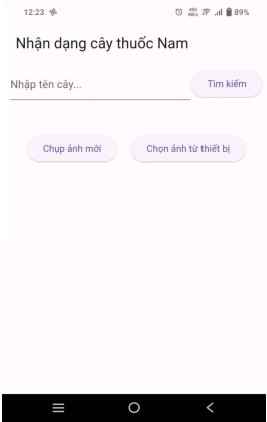 12:23 89%
Nhận dạng cây thuốc Nam
Nhập tên cây... Tìm kiếm
Chụp ảnh mới Chọn ảnh từ thiết bị